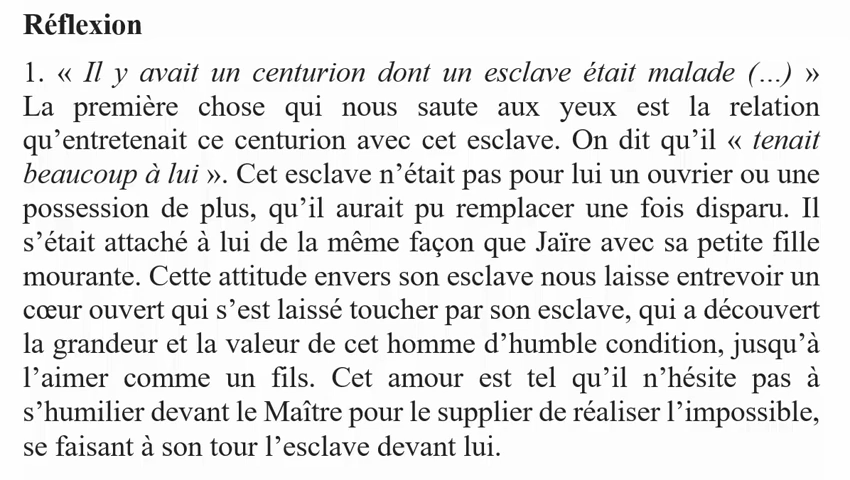 Réflexion
1. « Il y avait un centurion dont un esclave était malade (…) »
La première chose qui nous saute aux yeux est la relation
qu’entretenait ce centurion avec cet esclave. On dit qu’il « tenait
beaucoup à lui ». Cet esclave n’était pas pour lui un ouvrier ou une
possession de plus, qu’il aurait pu remplacer une fois disparu. Il
s’était attaché à lui de la même façon que Jaïre avec sa petite fille
mourante. Cette attitude envers son esclave nous laisse entrevoir un
cœur ouvert qui s’est laissé toucher par son esclave, qui a découvert
la grandeur et la valeur de cet homme d’humble condition, jusqu’à
l’aimer comme un fils. Cet amour est tel qu’il n’hésite pas à
s’humilier devant le Maître pour le supplier de réaliser l’impossible,
se faisant à son tour l’esclave devant lui.